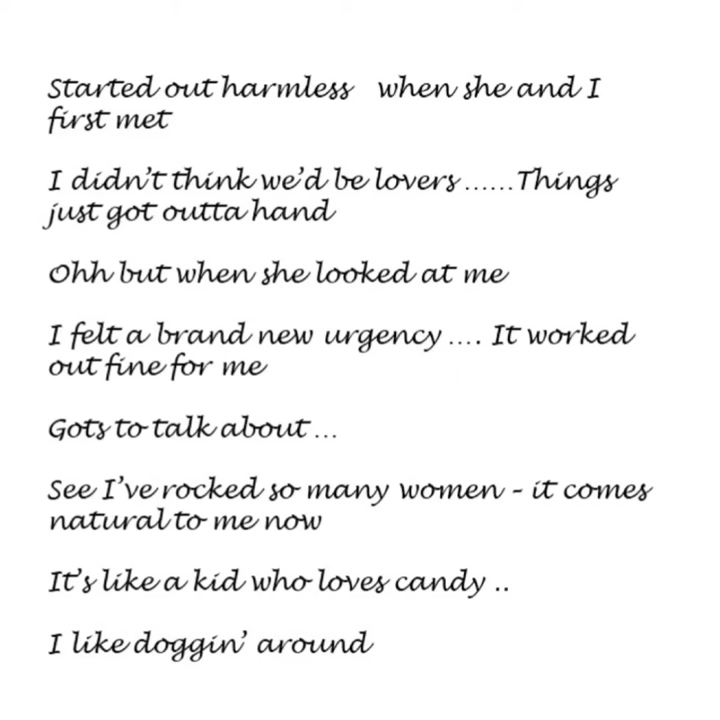 Started out harmless   when she and I
first met
I didn't think we'd be lovers ......Things
just got outta hand
Ohh but when she looked at me
I felt a brand new urgency .... It worked
out fine for me
Gots to talk about ...
See I've rocked so many women - it comes
natural to me now
It's like a kid who loves candy ..
I like doggin' around